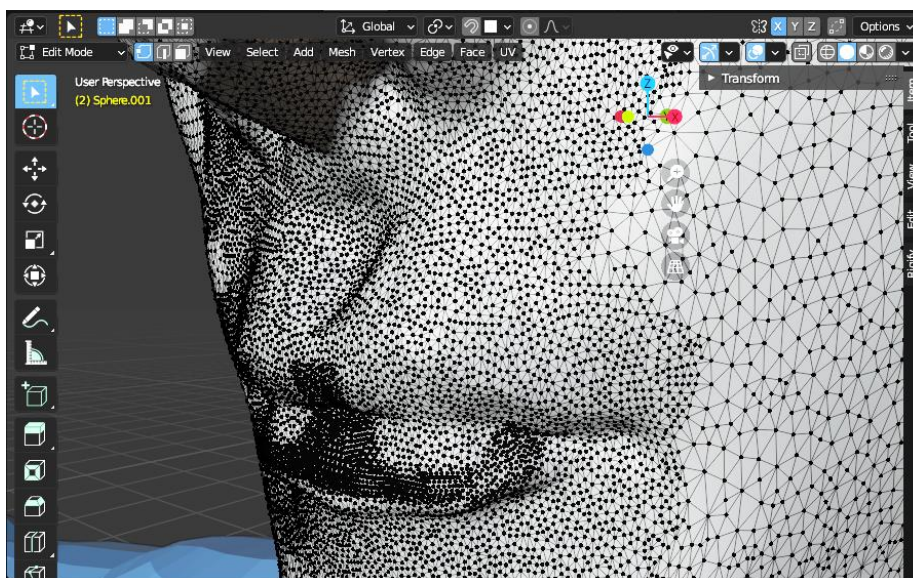 Global
X Y Z
Options
Edit Mode
View Select Add Mesh Vertex Edge Face UV
User Perspective
(2) Sphere.001
Transform
Z
X
Item
Tool
View
Edit
Rigify